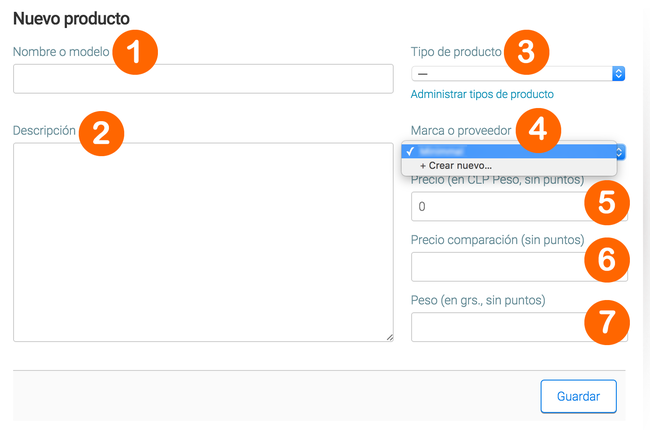 Nuevo producto
Nombre o modelo 1
Tipo de producto 3
—
Administrar tipos de producto
Descripción 2
Marca o proveedor 4
✓
+ Crear nuevo...
Precio (en CLP Peso, sin puntos)
0 5
Precio comparación (sin puntos)
6
Peso (en grs., sin puntos)
7
Guardar